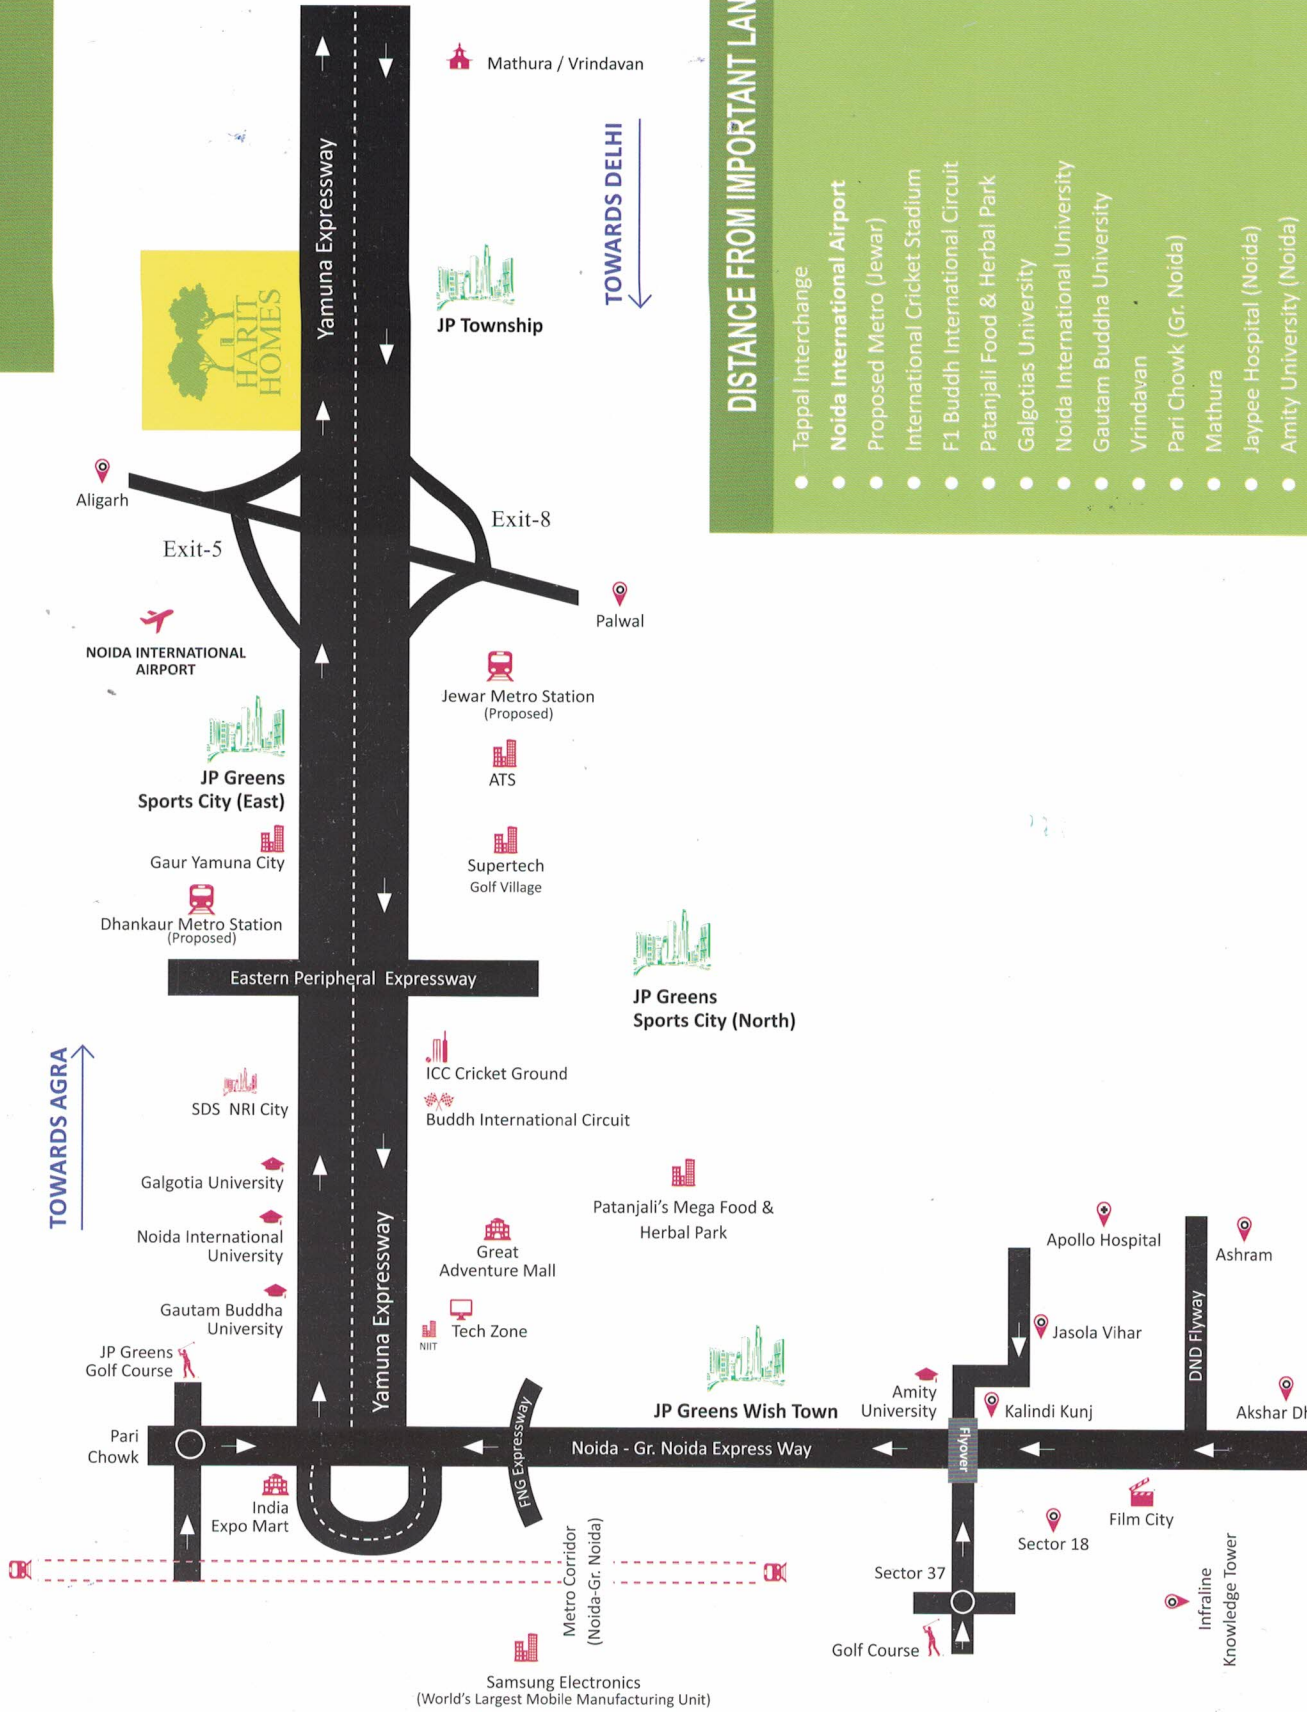 Mathura / Vrindavan
Yamuna Expressway
TOWARDS DELHI
HARIT
HOMES
JP Township
Aligarh
Exit-5
Exit-8
Palwal
NOIDA INTERNATIONAL
AIRPORT
Jewar Metro Station
(Proposed)
JP Greens
Sports City (East)
ATS
Gaur Yamuna City
Supertech
Golf Village
Dhankaur Metro Station
(Proposed)
Eastern Peripheral Expressway
JP Greens
Sports City (North)
TOWARDS AGRA
ICC Cricket Ground
SDS NRI City
Buddh International Circuit
Galgotia University
Patanjali's Mega Food &
Herbal Park
Noida International
University
Great
Adventure Mall
Gautam Buddha
University
NIIT
Tech Zone
Yamuna Expressway
JP Greens
Golf Course
Apollo Hospital
Ashram
Jasola Vihar
DND Flyway
JP Greens Wish Town
Amity
University
Kalindi Kunj
Akshar Dh
Pari
Chowk
FNG Expressway
Noida - Gr. Noida Express Way
Flyover
India
Expo Mart
Film City
Sector 18
Metro Corridor
(Noida-Gr. Noida)
Sector 37
Infraline
Knowledge Tower
Golf Course
Samsung Electronics
(World's Largest Mobile Manufacturing Unit)
DISTANCE FROM IMPORTANT LAN
Tappal Interchange
Noida International Airport
Proposed Metro (Jewar)
International Cricket Stadium
F1 Buddh International Circuit
Patanjali Food & Herbal Park
Galgotias University
Noida International University
Gautam Buddha University
Vrindavan
Pari Chowk (Gr. Noida)
Mathura
Jaypee Hospital (Noida)
Amity University (Noida)